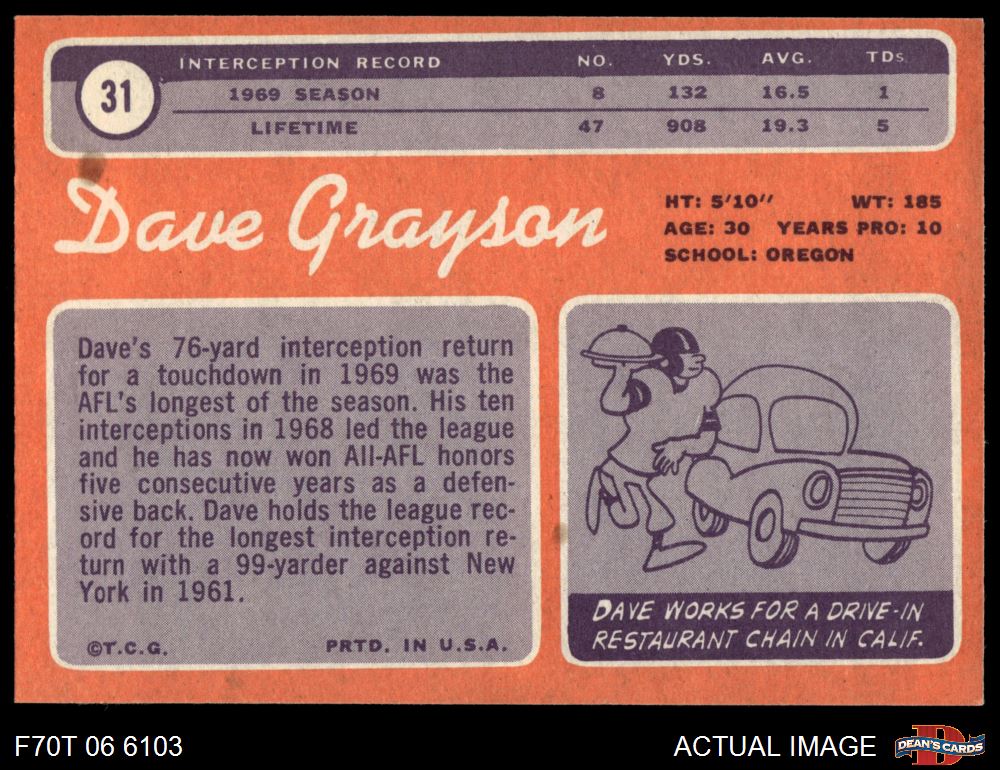 31
INTERCEPTION RECORD NO. YDS. AVG. TDS.
1969 SEASON 8 132 16.5 1
LIFETIME 47 908 19.3 5
Dave Grayson
HT: 5'10" WT: 185
AGE: 30 YEARS PRO: 10
SCHOOL: OREGON
Dave's 76-yard interception return
for a touchdown in 1969 was the
AFL's longest of the season. His ten
interceptions in 1968 led the league
and he has now won All-AFL honors
five consecutive years as a defen-
sive back. Dave holds the league rec-
ord for the longest interception re-
turn with a 99-yarder against New
York in 1961.
©T.C.G. PRTD. IN U.S.A.
DAVE WORKS FOR A DRIVE-IN
RESTAURANT CHAIN IN CALIF.
F70T 06 6103
ACTUAL IMAGE
D
DEAN'S CARDS